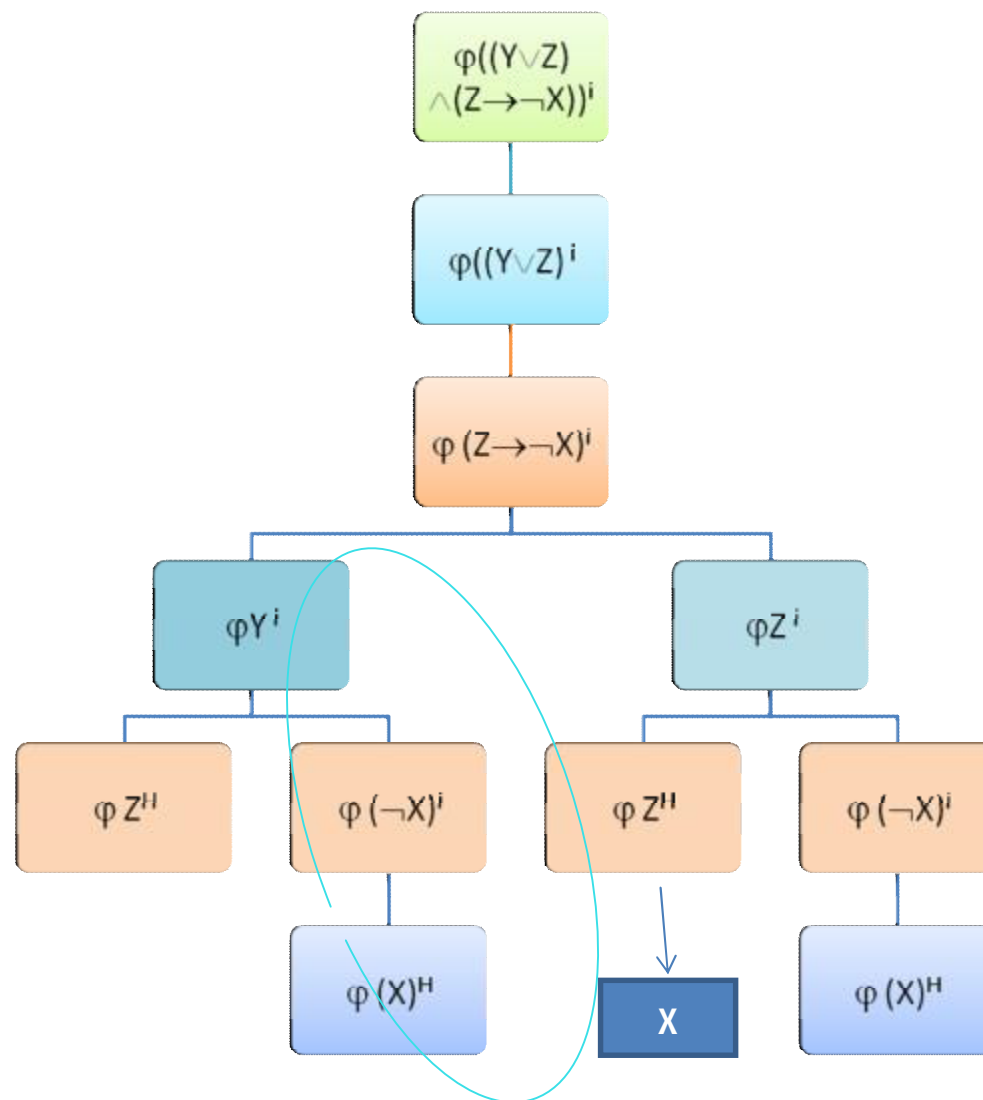 φ((Y∨Z)
∧(Z→¬X))ⁱ
φ((Y∨Z)ⁱ
φ (Z→¬X)ⁱ
φYⁱ
φZⁱ
φ Zᴴ
φ (¬X)ⁱ
φ Zᴴ
φ (¬X)ⁱ
φ (X)ᴴ
X
φ (X)ᴴ